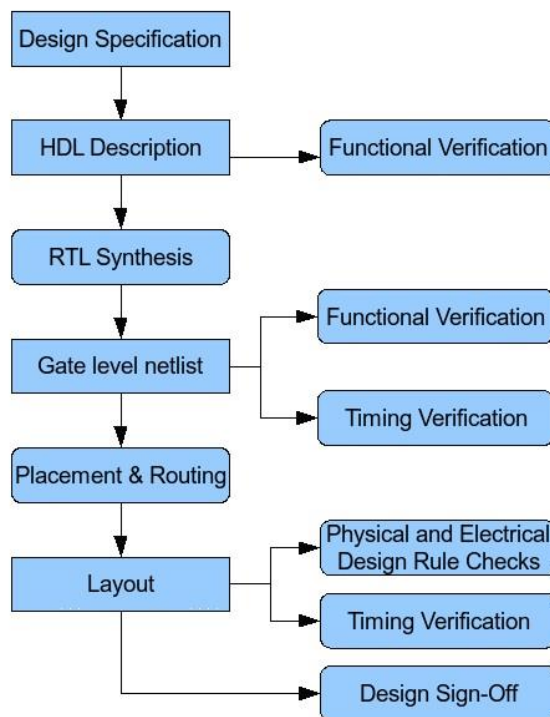 Design Specification
HDL Description
Functional Verification
RTL Synthesis
Functional Verification
Gate level netlist
Timing Verification
Placement & Routing
Physical and Electrical
Design Rule Checks
Layout
Timing Verification
Design Sign-Off